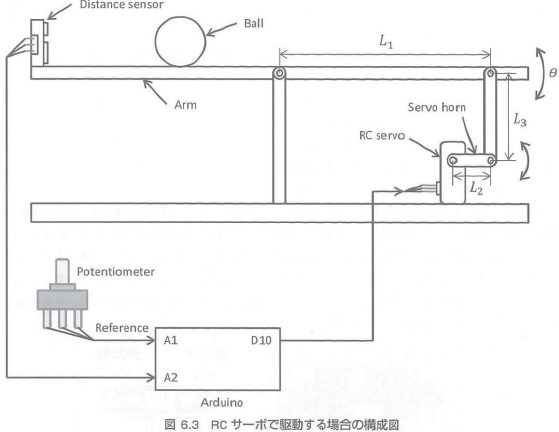 Distance sensor
Ball
L1
θ
Arm
Servo horn
L3
RC servo
L2
Potentiometer
Reference
A1
D10
A2
Arduino
図 6.3 RC サーボで駆動する場合の構成図